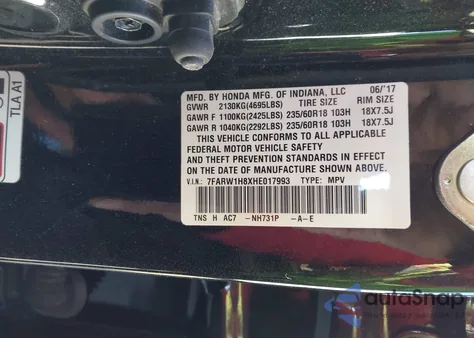 TLA A1
MFD. BY HONDA MFG. OF INDIANA, LLC 06/'17
GVWR 2130KG(4695LBS) TIRE SIZE RIM SIZE
GAWR F 1100KG(2425LBS) 235/60R18 103H 18X7.5J
GAWR R 1040KG(2292LBS) 235/60R18 103H 18X7.5J
THIS VEHICLE CONFORMS TO ALL APPLICABLE
FEDERAL MOTOR VEHICLE SAFETY
AND THEFT PREVENTION STANDARDS IN EFFECT
ON THE DATE OF MANUFACTURE SHOWN ABOVE.
V.I.N: 7FARW1H8XHE017993 TYPE: MPV
TNS H AC7 -NH731P -A-E
autoSnap